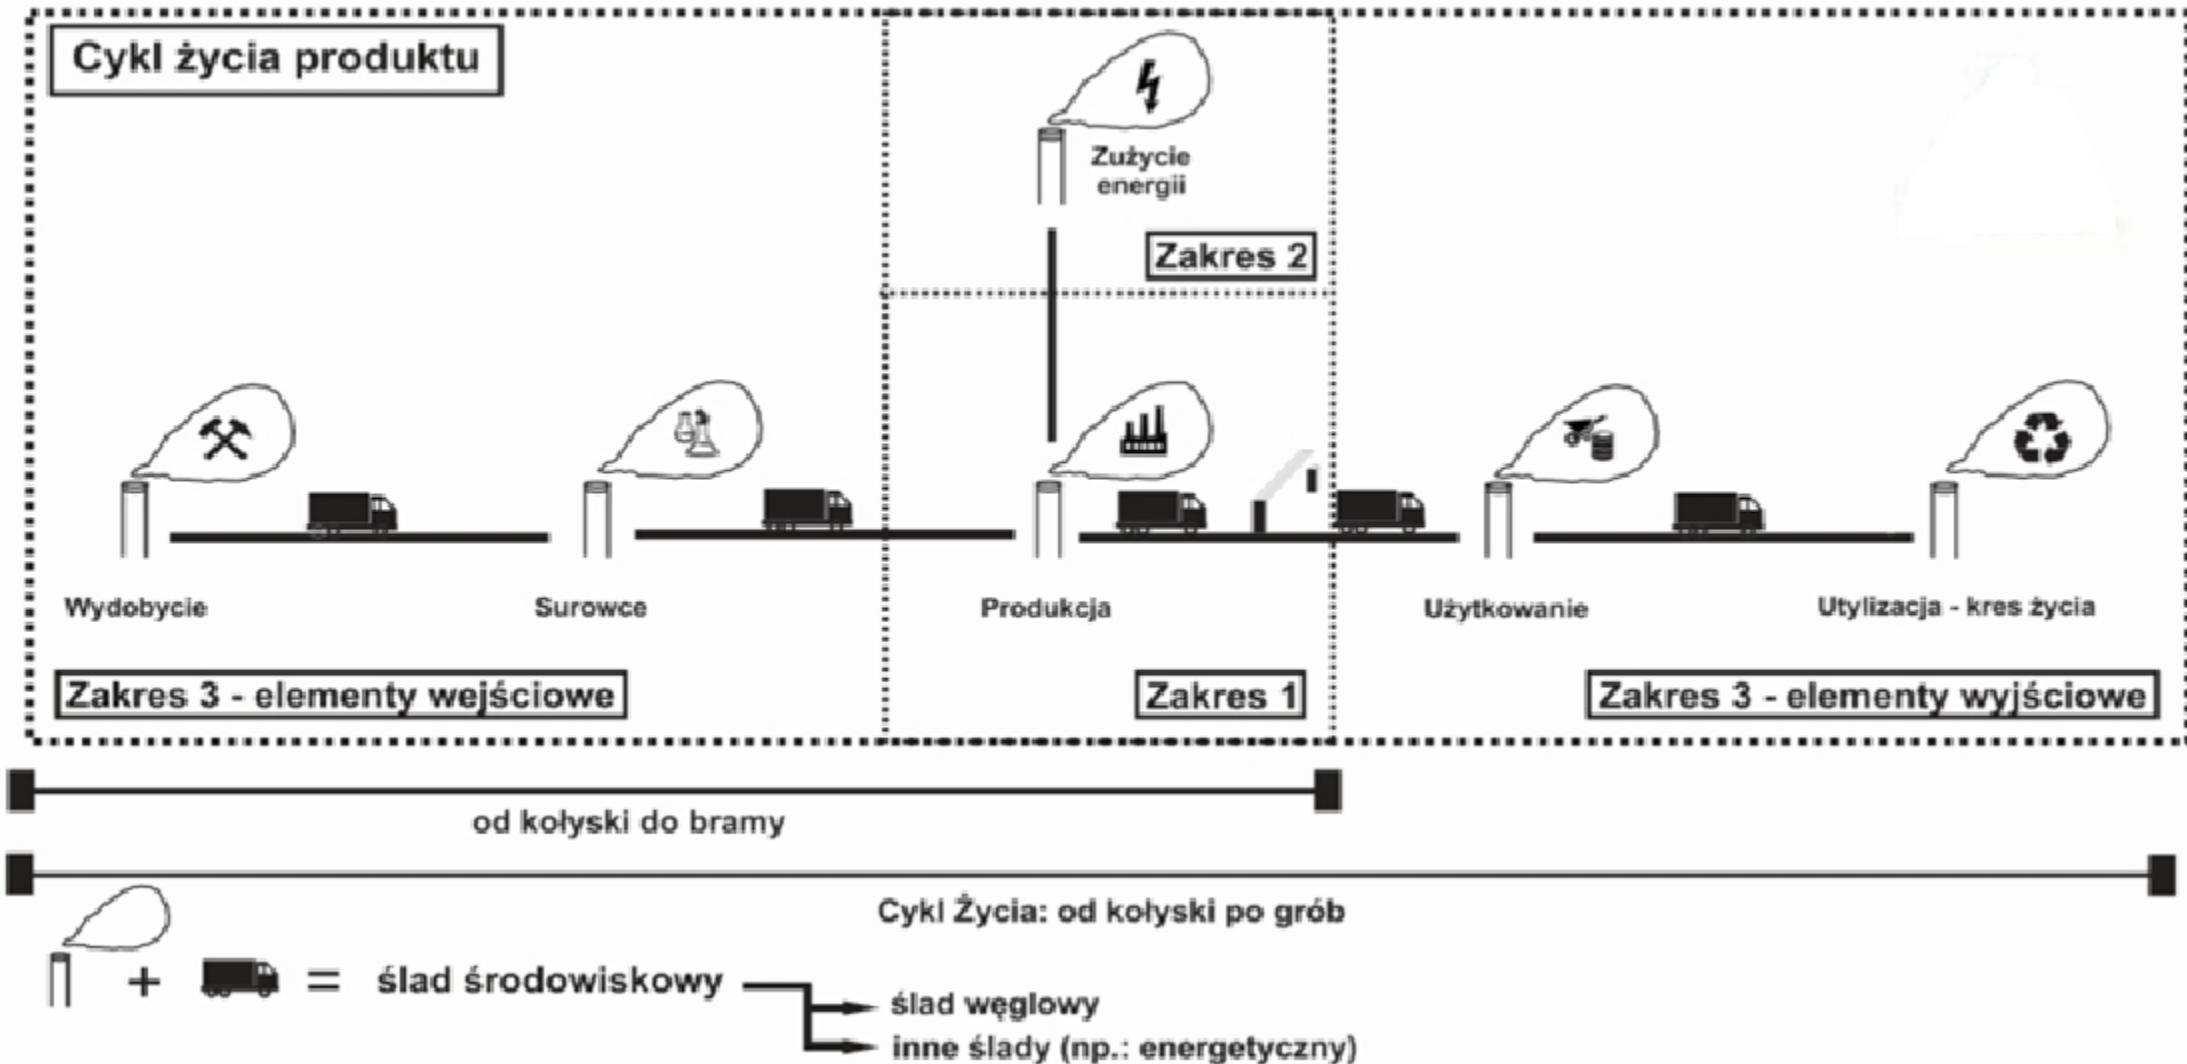 Cykl życia produktu
Zużycie
energii
Zakres 2
Wydobycie
Surowce
Produkcja
Użytkowanie
Utylizacja - kres życia
Zakres 3 - elementy wejściowe
Zakres 1
Zakres 3 - elementy wyjściowe
od kołyski do bramy
Cykl Życia: od kołyski po grób
+ = ślad środowiskowy
ślad węglowy
inne ślady (np.: energetyczny)